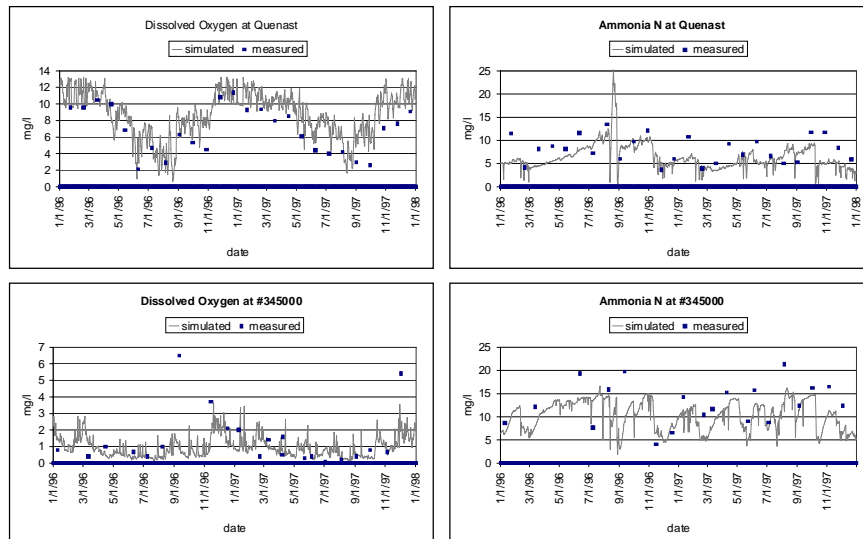 Dissolved Oxygen at Quenast
simulated measured
14
12
10
8
6
4
2
0
mg/l
1/1/96 3/1/96 5/1/96 7/1/96 9/1/96 11/1/96 1/1/97 3/1/97 5/1/97 7/1/97 9/1/97 11/1/97 1/1/98
date
Ammonia N at Quenast
simulated measured
25
20
15
10
5
0
mg/l
1/1/96 3/1/96 5/1/96 7/1/96 9/1/96 11/1/96 1/1/97 3/1/97 5/1/97 7/1/97 9/1/97 11/1/97 1/1/98
date
Dissolved Oxygen at #345000
simulated measured
7
6
5
4
3
2
1
0
mg/l
1/1/96 3/1/96 5/1/96 7/1/96 9/1/96 11/1/96 1/1/97 3/1/97 5/1/97 7/1/97 9/1/97 11/1/97 1/1/98
date
Ammonia N at #345000
simulated measured
25
20
15
10
5
0
mg/l
1/1/96 3/1/96 5/1/96 7/1/96 9/1/96 11/1/96 1/1/97 3/1/97 5/1/97 7/1/97 9/1/97 11/1/97
date